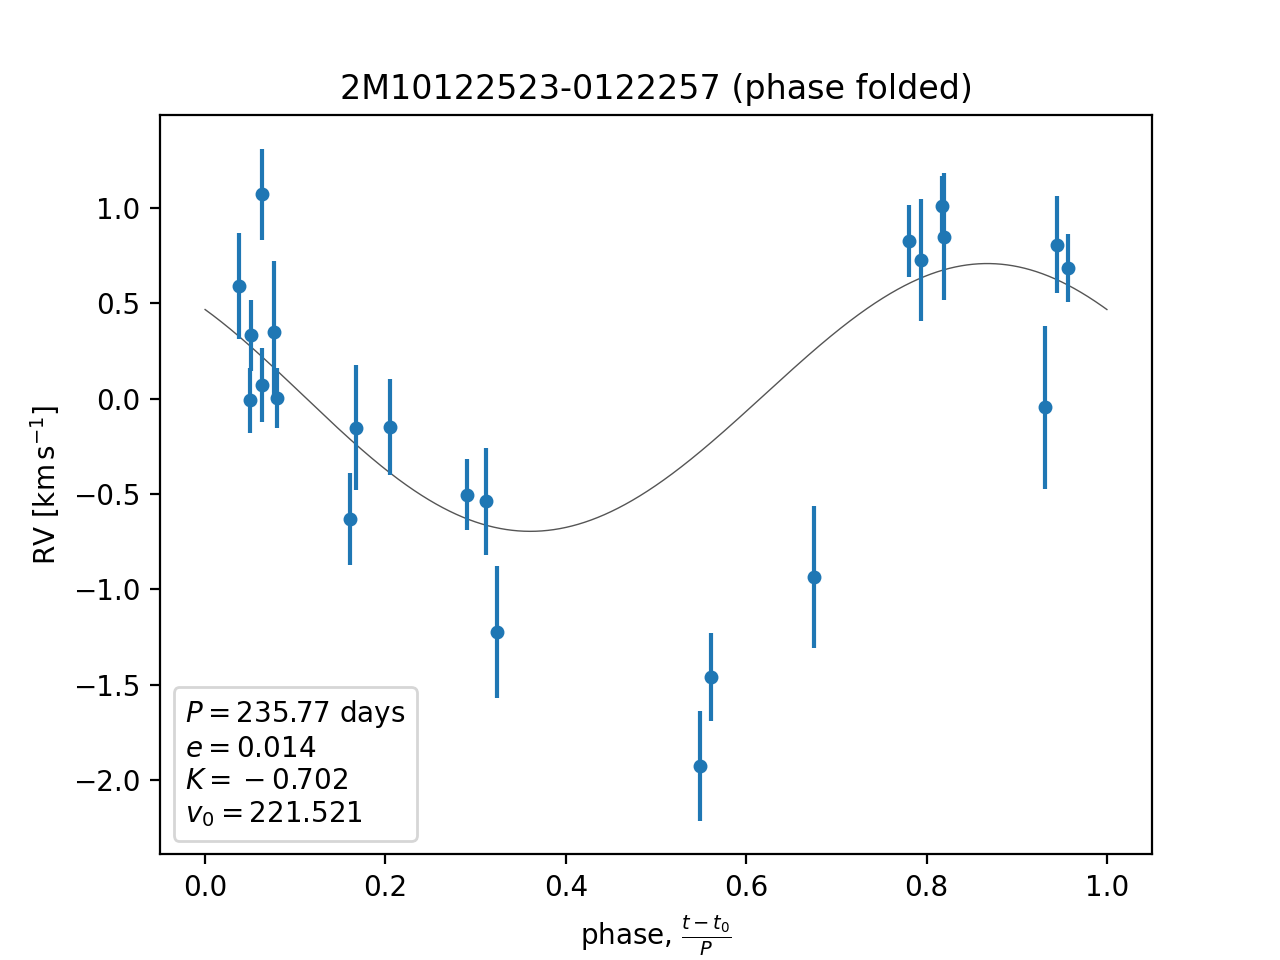 2M10122523-0122257 (phase folded)
RV [km s⁻¹]
1.0
0.5
0.0
−0.5
−1.0
−1.5
−2.0
P = 235.77 days
e = 0.014
K = −0.702
v₀ = 221.521
0.0 0.2 0.4 0.6 0.8 1.0
phase, (t − t₀)/P